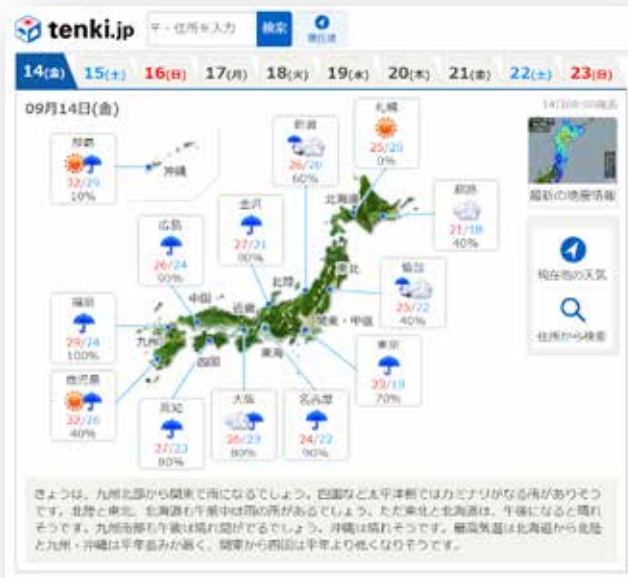 tenki.jp
〒・住所を入力
検索
現在地
14(金) 15(土) 16(日) 17(月) 18(火) 19(水) 20(木) 21(金) 22(土) 23(日)
09月14日(金)
札幌
25/20
0%
那覇
32/29
10%
沖縄
新潟
26/20
60%
最新の地震情報
北海道
釧路
21/18
40%
金沢
27/21
90%
広島
26/24
90%
東北
仙台
25/22
40%
現在地の天気
北陸
中国
近畿
福岡
29/24
100%
九州
関東・甲信
住所から検索
東海
四国
東京
23/19
70%
鹿児島
32/26
40%
高知
27/23
80%
大阪
26/23
80%
名古屋
24/22
90%
きょうは、九州北部から関東で雨になるでしょう。四国など太平洋側ではカミナリがなる所がありそう
です。北陸と東北、北海道も午前中は雨の所があるでしょう。ただ東北と北海道は、午後になると晴れ
そうです。九州南部も午後は晴れ間がでるでしょう。沖縄は晴れそうです。最高気温は北海道から北陸
と九州・沖縄は平年並みか高く、関東から四国は平年より低くなりそうです。